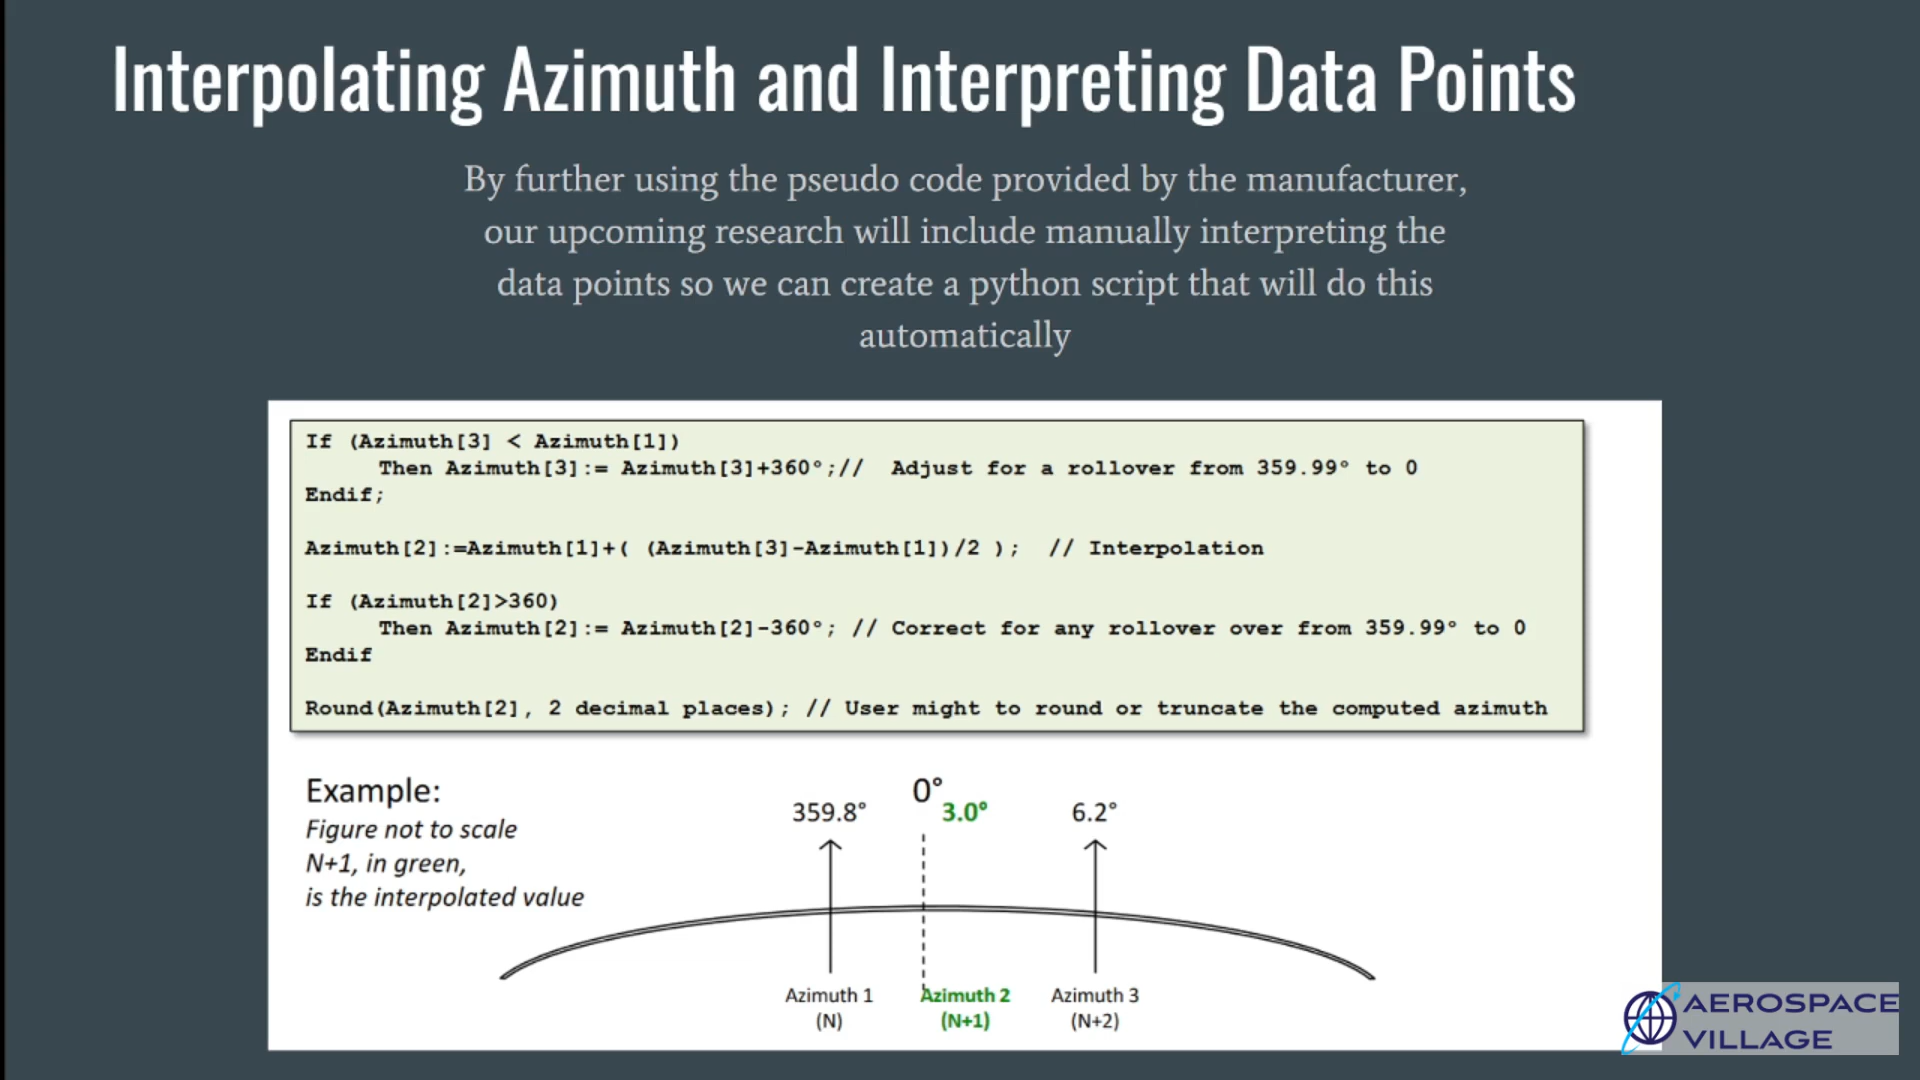 Interpolating Azimuth and Interpreting Data Points
By further using the pseudo code provided by the manufacturer,
our upcoming research will include manually interpreting the
data points so we can create a python script that will do this
automatically
If (Azimuth[3] < Azimuth[1])
Then Azimuth[3]:= Azimuth[3]+360°;// Adjust for a rollover from 359.99° to 0
Endif;
Azimuth[2]:=Azimuth[1]+( (Azimuth[3]-Azimuth[1])/2 ); // Interpolation
If (Azimuth[2]>360)
Then Azimuth[2]:= Azimuth[2]-360°; // Correct for any rollover over from 359.99° to 0
Endif
Round(Azimuth[2], 2 decimal places); // User might to round or truncate the computed azimuth
Example:
Figure not to scale
N+1, in green,
is the interpolated value
0°
359.8° 3.0° 6.2°
Azimuth 1 Azimuth 2 Azimuth 3
(N) (N+1) (N+2)
AEROSPACE
VILLAGE